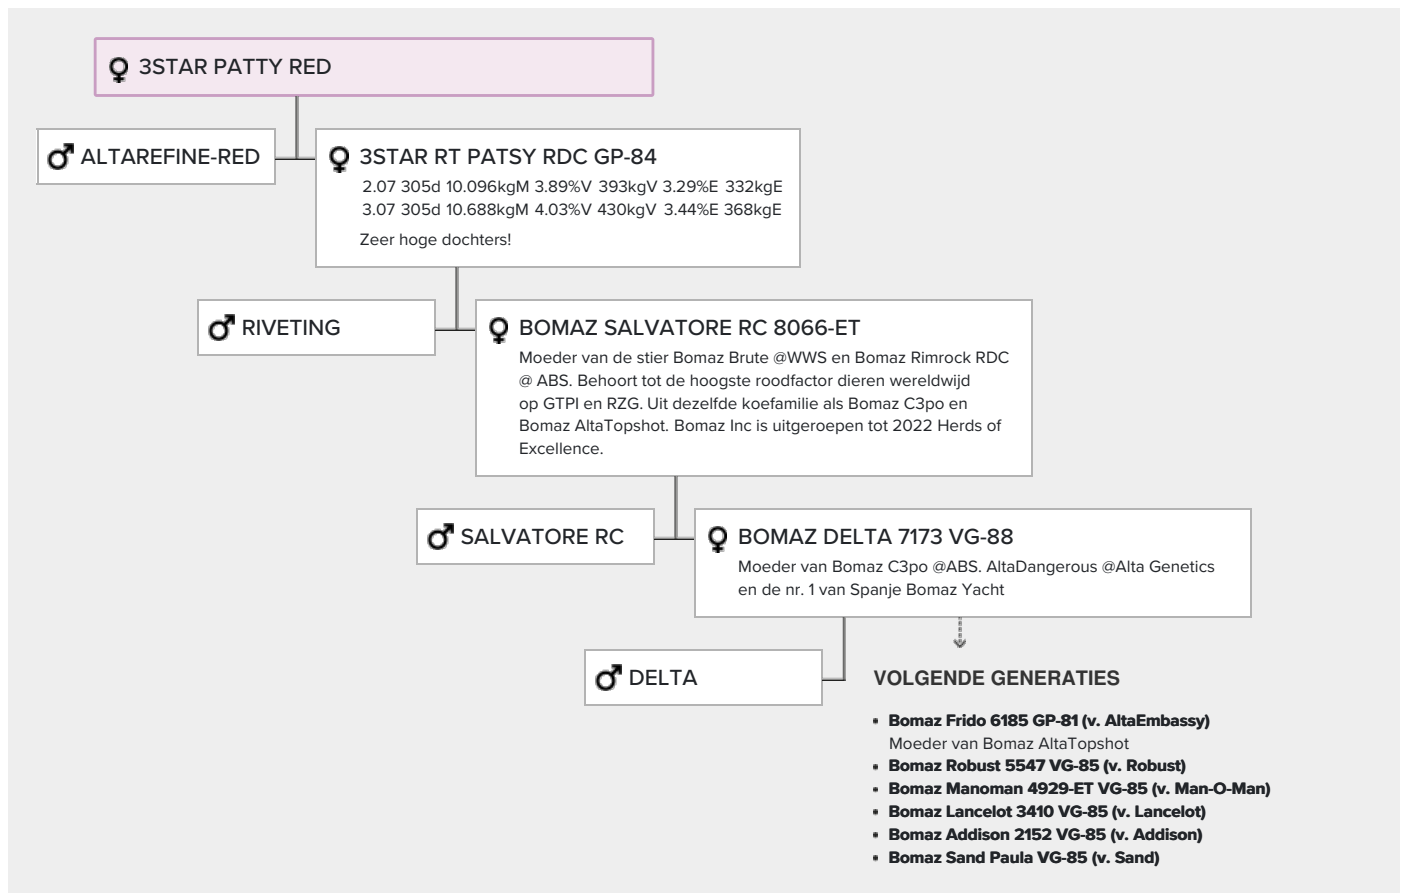 3STAR PATTY RED
ALTAREFINE-RED
3STAR RT PATSY RDC GP-84
2.07 305d 10.096kgM 3.89%V 393kgV 3.29%E 332kgE
3.07 305d 10.688kgM 4.03%V 430kgV 3.44%E 368kgE
Zeer hoge dochters!
RIVETING
BOMAZ SALVATORE RC 8066-ET
Moeder van de stier Bomaz Brute @WWS en Bomaz Rimrock RDC
@ ABS. Behoort tot de hoogste roodfactor dieren wereldwijd
op GTPI en RZG. Uit dezelfde koefamilie als Bomaz C3po en
Bomaz AltaTopshot. Bomaz Inc is uitgeroepen tot 2022 Herds of
Excellence.
SALVATORE RC
BOMAZ DELTA 7173 VG-88
Moeder van Bomaz C3po @ABS. AltaDangerous @Alta Genetics
en de nr. 1 van Spanje Bomaz Yacht
DELTA
VOLGENDE GENERATIES
• Bomaz Frido 6185 GP-81 (v. AltaEmbassy)
Moeder van Bomaz AltaTopshot
• Bomaz Robust 5547 VG-85 (v. Robust)
• Bomaz Manoman 4929-ET VG-85 (v. Man-O-Man)
• Bomaz Lancelot 3410 VG-85 (v. Lancelot)
• Bomaz Addison 2152 VG-85 (v. Addison)
• Bomaz Sand Paula VG-85 (v. Sand)